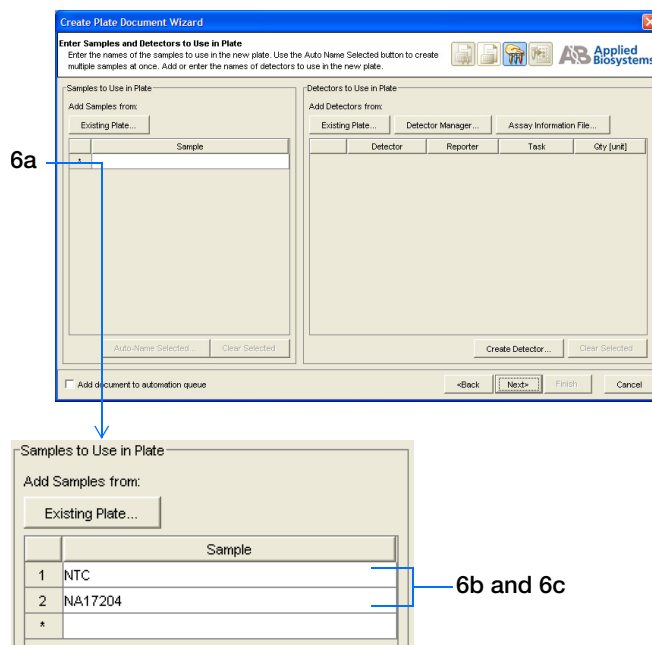 Create Plate Document Wizard
Enter Samples and Detectors to Use in Plate
Enter the names of the samples to use in the new plate. Use the Auto Name Selected button to create
multiple samples at once. Add or enter the names of detectors to use in the new plate.
AB Applied Biosystems
Samples to Use in Plate
Add Samples from:
Existing Plate...
Sample
*
Auto-Name Selected... Clear Selected
Detectors to Use in Plate
Add Detectors from:
Existing Plate... Detector Manager... Assay Information File...
Detector Reporter Task Qty [unit]
Create Detector... Clear Selected
Add document to automation queue
<Back Next> Finish Cancel
6a
Samples to Use in Plate
Add Samples from:
Existing Plate...
Sample
1 NTC
2 NA17204
*
6b and 6c